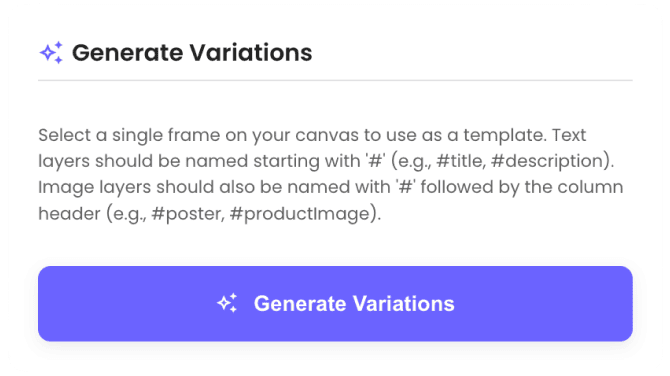 Generate Variations
Select a single frame on your canvas to use as a template. Text
layers should be named starting with '#' (e.g., #title, #description).
Image layers should also be named with '#' followed by the column
header (e.g., #poster, #productImage).
Generate Variations